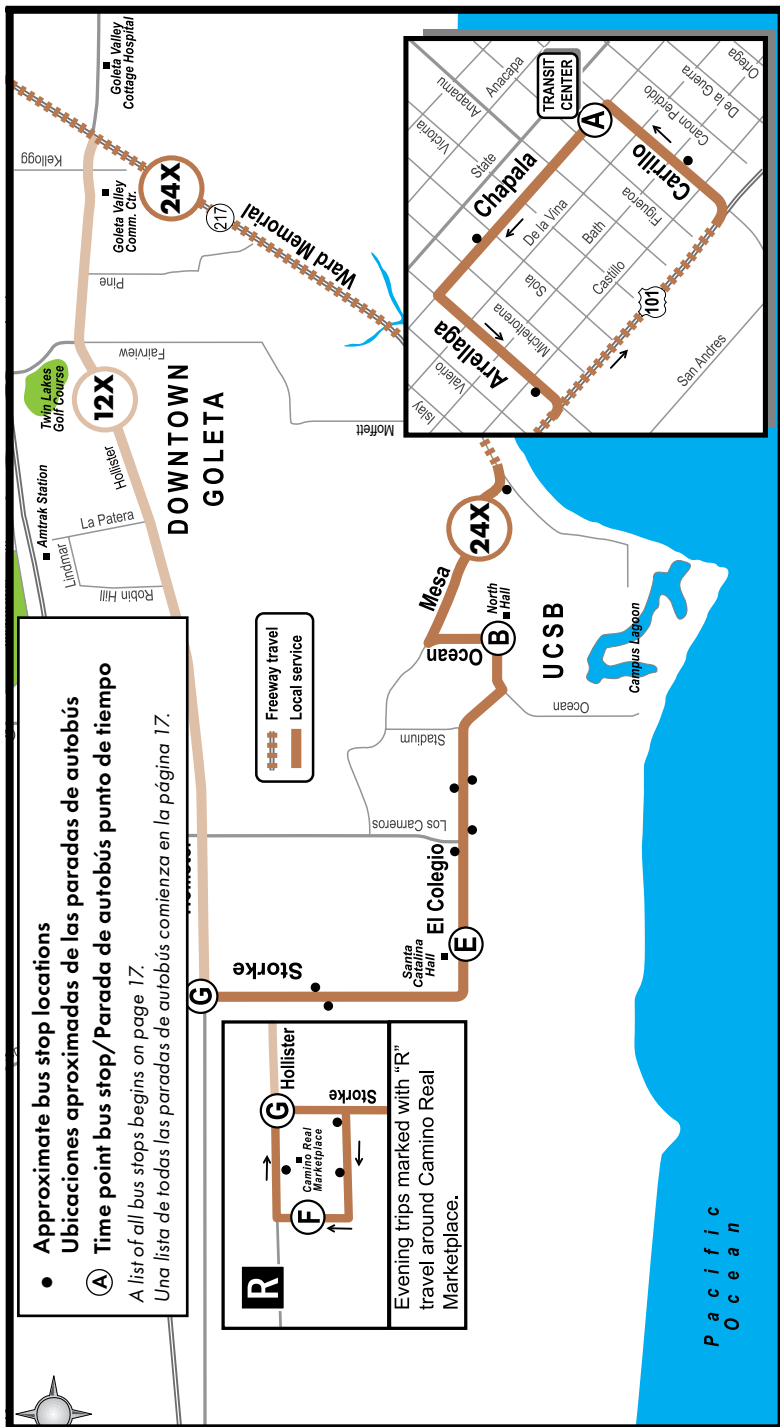 • Approximate bus stop locations
Ubicaciones aproximadas de las paradas de autobús
A Time point bus stop/Parada de autobús punto de tiempo
A list of all bus stops begins on page 17.
Una lista de todas las paradas de autobús comienza en la página 17.
Amtrak Station
Lindmar
La Patera
Robin Hill
Hollister
Twin Lakes
Golf Course
12X
Fairview
Pine
Kellogg
Goleta Valley
Comm. Ctr.
Goleta Valley
Cottage Hospital
24X
217
Ward Memorial
DOWNTOWN
GOLETA
Moffett
Freeway travel
Local service
G
Storke
R
G
Hollister
Storke
Camino Real
Marketplace
F
Evening trips marked with “R”
travel around Camino Real
Marketplace.
Santa
Catalina
Hall
E
El Colegio
Los Carneros
Stadium
Ocean
Mesa
24X
B
North
Hall
UCSB
Ocean
Campus Lagoon
Pacific
Ocean
TRANSIT
CENTER
A
Chapala
Carrillo
Arrellaga
101
Islay
Valerio
Micheltorena
Sola
Victoria
Anapamu
Figueroa
Canon Perdido
De la Guerra
Ortega
Anacapa
State
De la Vina
Bath
Castillo
San Andres